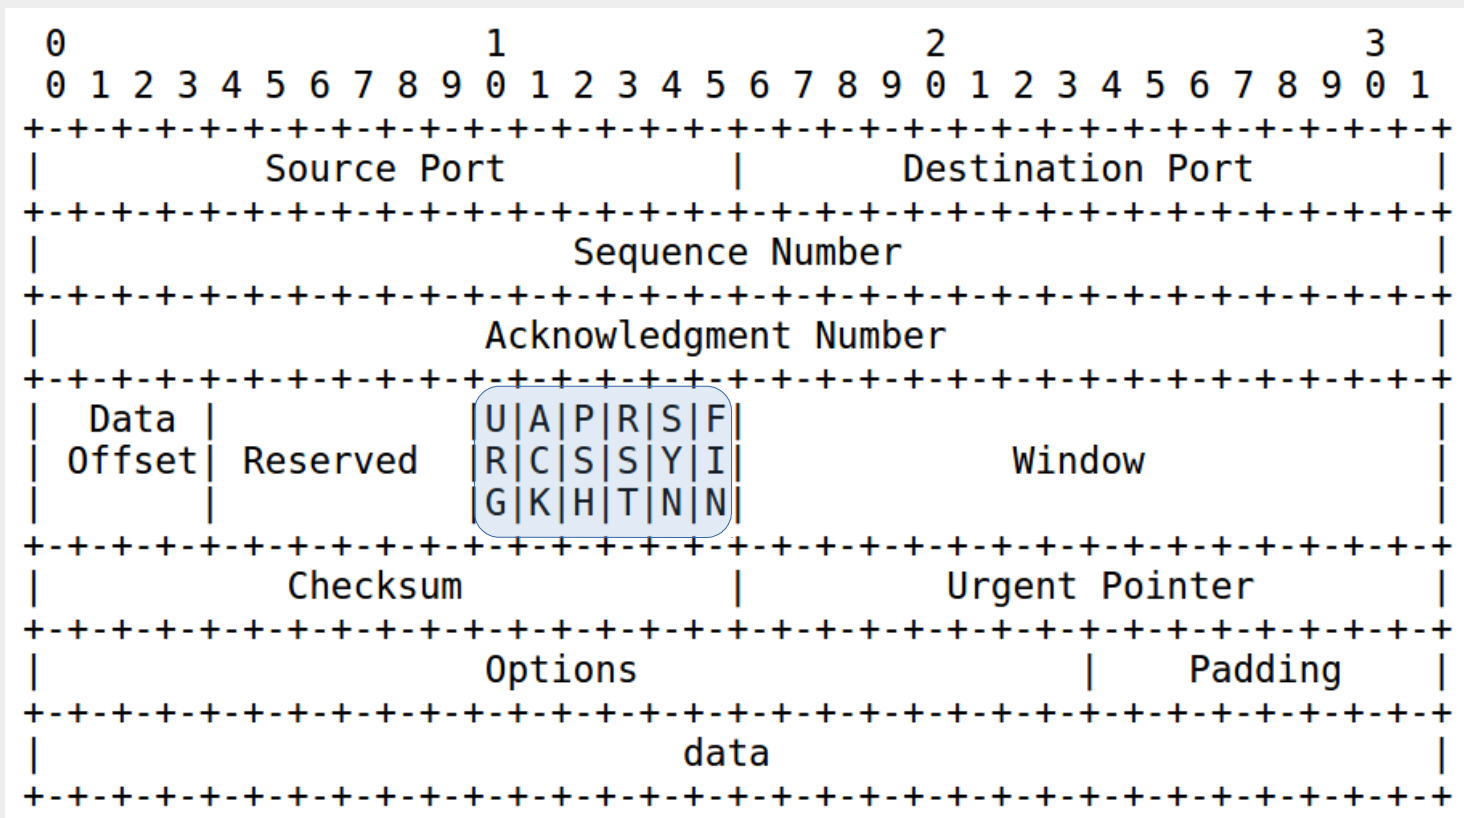 0                   1                   2                   3
 0 1 2 3 4 5 6 7 8 9 0 1 2 3 4 5 6 7 8 9 0 1 2 3 4 5 6 7 8 9 0 1
+-+-+-+-+-+-+-+-+-+-+-+-+-+-+-+-+-+-+-+-+-+-+-+-+-+-+-+-+-+-+-+-+
|          Source Port          |       Destination Port        |
+-+-+-+-+-+-+-+-+-+-+-+-+-+-+-+-+-+-+-+-+-+-+-+-+-+-+-+-+-+-+-+-+
|                        Sequence Number                        |
+-+-+-+-+-+-+-+-+-+-+-+-+-+-+-+-+-+-+-+-+-+-+-+-+-+-+-+-+-+-+-+-+
|                    Acknowledgment Number                      |
+-+-+-+-+-+-+-+-+-+-+-+-+-+-+-+-+-+-+-+-+-+-+-+-+-+-+-+-+-+-+-+-+
|  Data |           |U|A|P|R|S|F|                               |
| Offset| Reserved  |R|C|S|S|Y|I|            Window             |
|       |           |G|K|H|T|N|N|                               |
+-+-+-+-+-+-+-+-+-+-+-+-+-+-+-+-+-+-+-+-+-+-+-+-+-+-+-+-+-+-+-+-+
|           Checksum            |         Urgent Pointer        |
+-+-+-+-+-+-+-+-+-+-+-+-+-+-+-+-+-+-+-+-+-+-+-+-+-+-+-+-+-+-+-+-+
|                    Options                    |    Padding    |
+-+-+-+-+-+-+-+-+-+-+-+-+-+-+-+-+-+-+-+-+-+-+-+-+-+-+-+-+-+-+-+-+
|                             data                              |
+-+-+-+-+-+-+-+-+-+-+-+-+-+-+-+-+-+-+-+-+-+-+-+-+-+-+-+-+-+-+-+-+